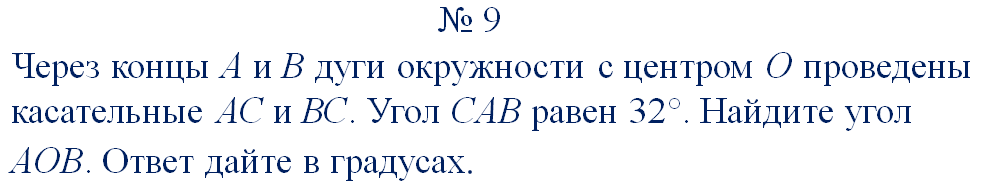 № 9
Через концы A и B дуги окружности с центром O проведены
касательные AC и BC. Угол CAB равен 32°. Найдите угол
AOB. Ответ дайте в градусах.